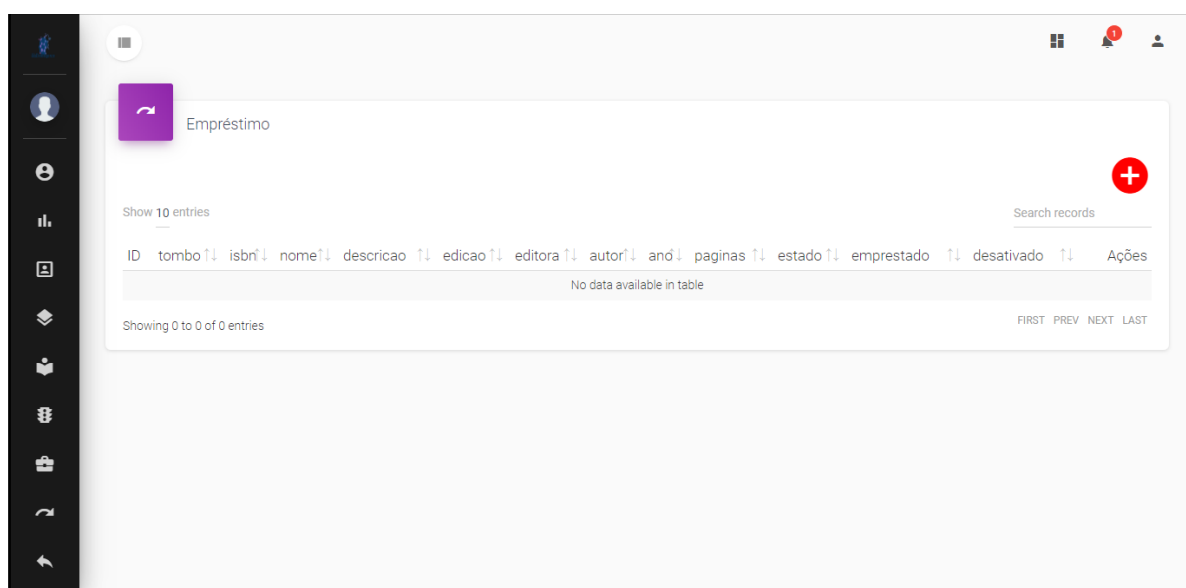 1
Empréstimo
Show 10 entries
Search records
ID tombo isbn nome descricao edicao editora autor ano paginas estado emprestado desativado Ações
No data available in table
Showing 0 to 0 of 0 entries
FIRST PREV NEXT LAST